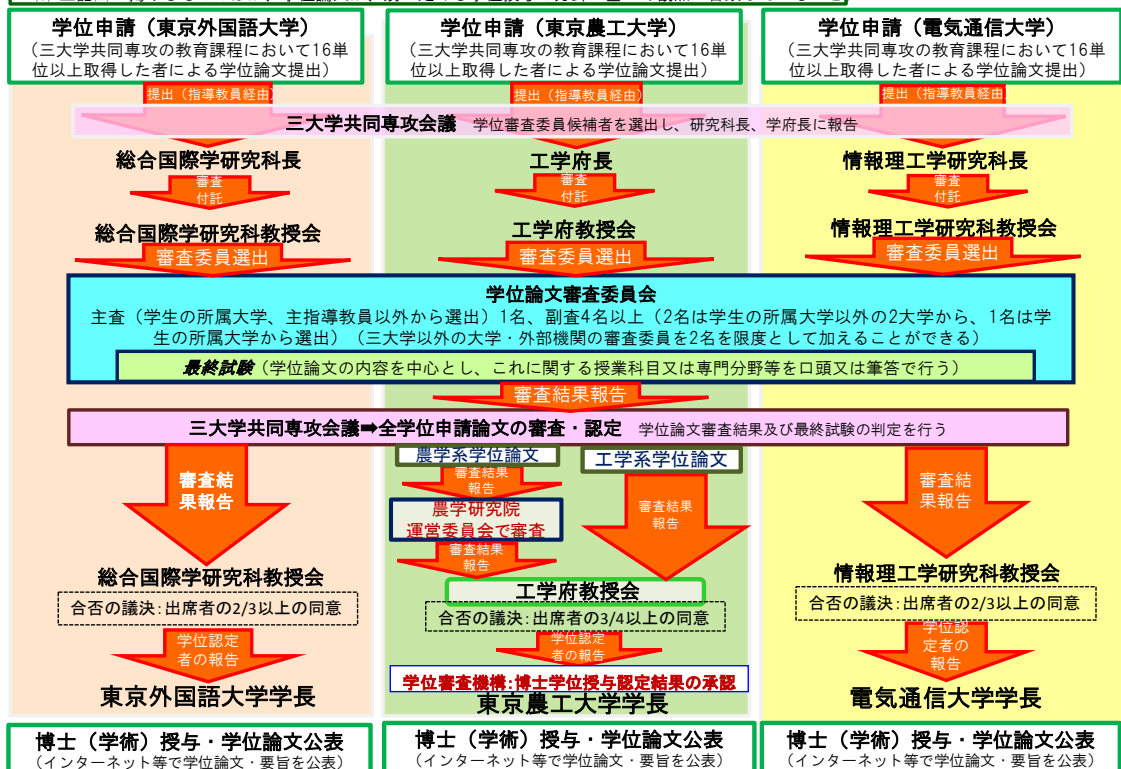 学位申請（東京外国語大学）
（三大学共同専攻の教育課程において16単
位以上取得した者による学位論文提出）
学位申請（東京農工大学）
（三大学共同専攻の教育課程において16単
位以上取得した者による学位論文提出）
学位申請（電気通信大学）
（三大学共同専攻の教育課程において16単
位以上取得した者による学位論文提出）
提出（指導教員経由）
提出（指導教員経由）
提出（指導教員経由）
三大学共同専攻会議　学位審査委員候補者を選出し、研究科長、学府長に報告
総合国際学研究科長
工学府長
情報理工学研究科長
審査
付託
審査
付託
審査
付託
総合国際学研究科教授会
工学府教授会
情報理工学研究科教授会
審査委員選出
審査委員選出
審査委員選出
学位論文審査委員会
主査（学生の所属大学、主指導教員以外から選出）1名、副査4名以上（2名は学生の所属大学以外の2大学から、1名は学
生の所属大学から選出）（三大学以外の大学・外部機関の審査委員を2名を限度として加えることができる）
最終試験（学位論文の内容を中心とし、これに関する授業科目又は専門分野等を口頭又は筆答で行う）
審査結果報告
三大学共同専攻会議➡全学位申請論文の審査・認定　学位論文審査結果及び最終試験の判定を行う
審査結
果報告
農学系学位論文
工学系学位論文
審査結果
報告
農学研究院
運営委員会で審査
審査結果
報告
審査結果
報告
審査結
果報告
総合国際学研究科教授会
合否の議決：出席者の2/3以上の同意
工学府教授会
合否の議決：出席者の3/4以上の同意
情報理工学研究科教授会
合否の議決：出席者の2/3以上の同意
学位認定
者の報告
学位認定
者の報告
学位認
定者の
報告
学位審査機構：博士学位授与認定結果の承認
東京外国語大学学長
東京農工大学学長
電気通信大学学長
博士（学術）授与・学位論文公表
（インターネット等で学位論文・要旨を公表）
博士（学術）授与・学位論文公表
（インターネット等で学位論文・要旨を公表）
博士（学術）授与・学位論文公表
（インターネット等で学位論文・要旨を公表）